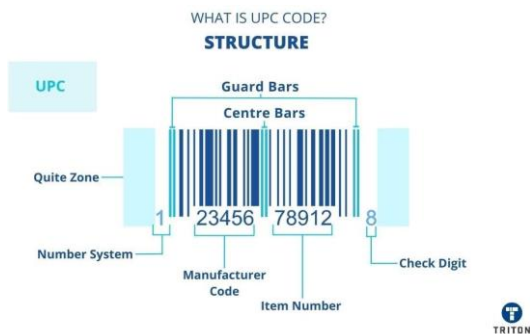 WHAT IS UPC CODE?
STRUCTURE
UPC
Guard Bars
Centre Bars
Quite Zone
1 23456 78912 8
Number System
Manufacturer
Code
Item Number
Check Digit
TRITON